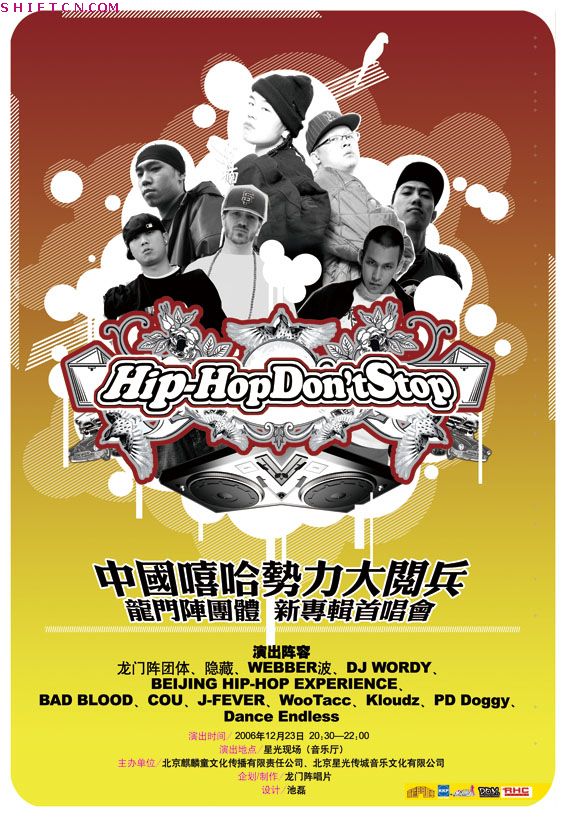 SHIFTCN.COM
Hip-Hop Don't Stop
中國嘻哈勢力大閱兵
龍門陣團體 新專輯首唱會
演出阵容
龙门阵团体、隐藏、WEBBER波、DJ WORDY、
BEIJING HIP-HOP EXPERIENCE、
BAD BLOOD、COU、J-FEVER、WooTacc、Kloudz、PD Doggy、
Dance Endless
演出时间／2006年12月23日 20:30—22:00
演出地点／星光现场（音乐厅）
主办单位／北京麒麟童文化传播有限责任公司、北京星光传城音乐文化有限公司
企划/制作／龙门阵唱片
设计／池磊
RHC